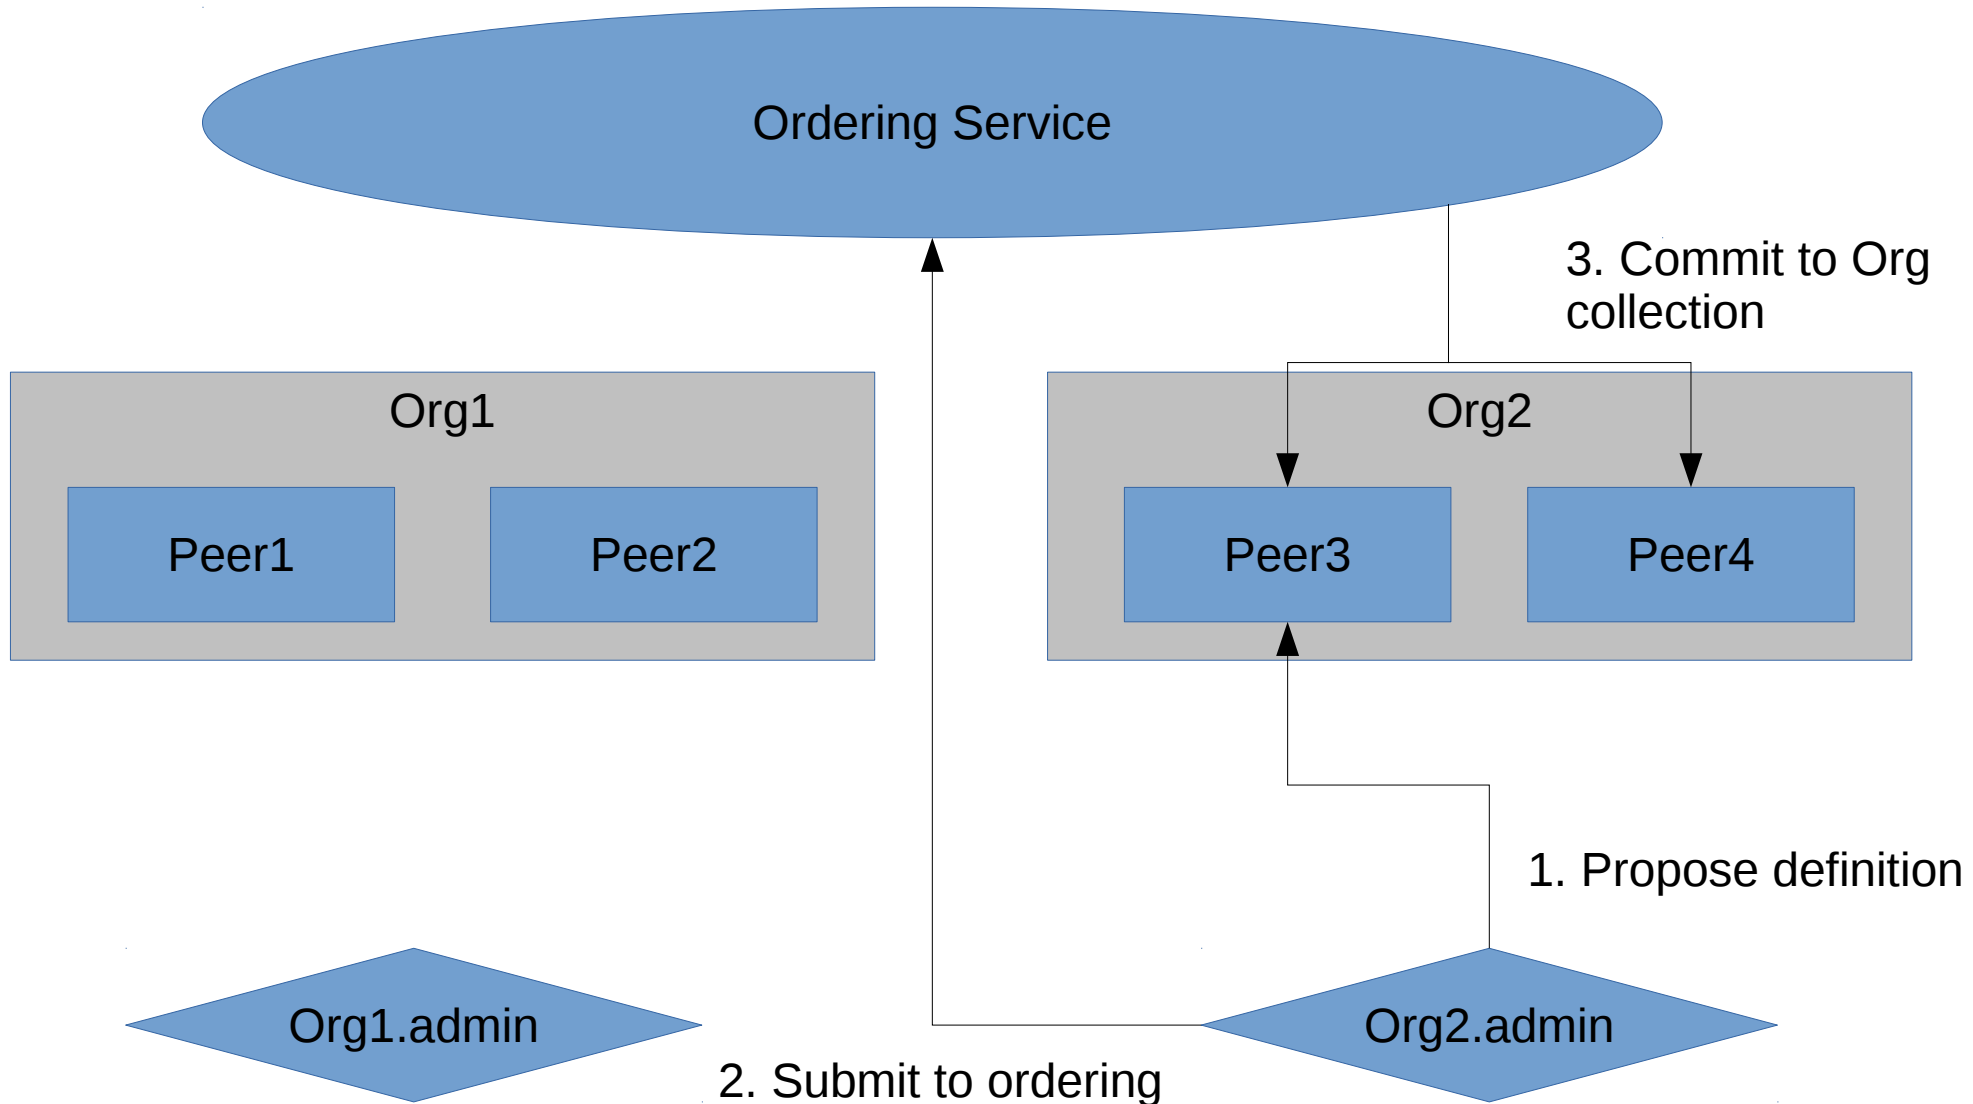 Ordering Service
3. Commit to Org
collection
Org1
Org2
Peer1
Peer2
Peer3
Peer4
1. Propose definition
Org1.admin
Org2.admin
2. Submit to ordering